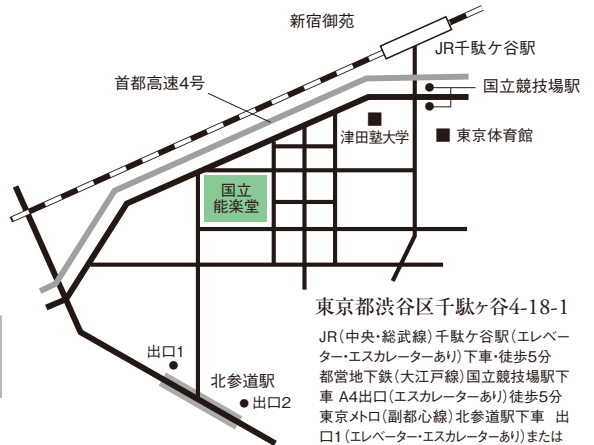 新宿御苑
JR千駄ケ谷駅
首都高速4号
国立競技場駅
津田塾大学
東京体育館
国立
能楽堂
出口1
北参道駅
出口2
東京都渋谷区千駄ヶ谷4-18-1
JR(中央・総武線)千駄ケ谷駅(エレベー
ター・エスカレーターあり)下車・徒歩5分
都営地下鉄(大江戸線)国立競技場駅下
車 A4出口(エスカレーターあり)徒歩5分
東京メトロ(副都心線)北参道駅下車 出
口1(エレベーター・エスカレーターあり)または